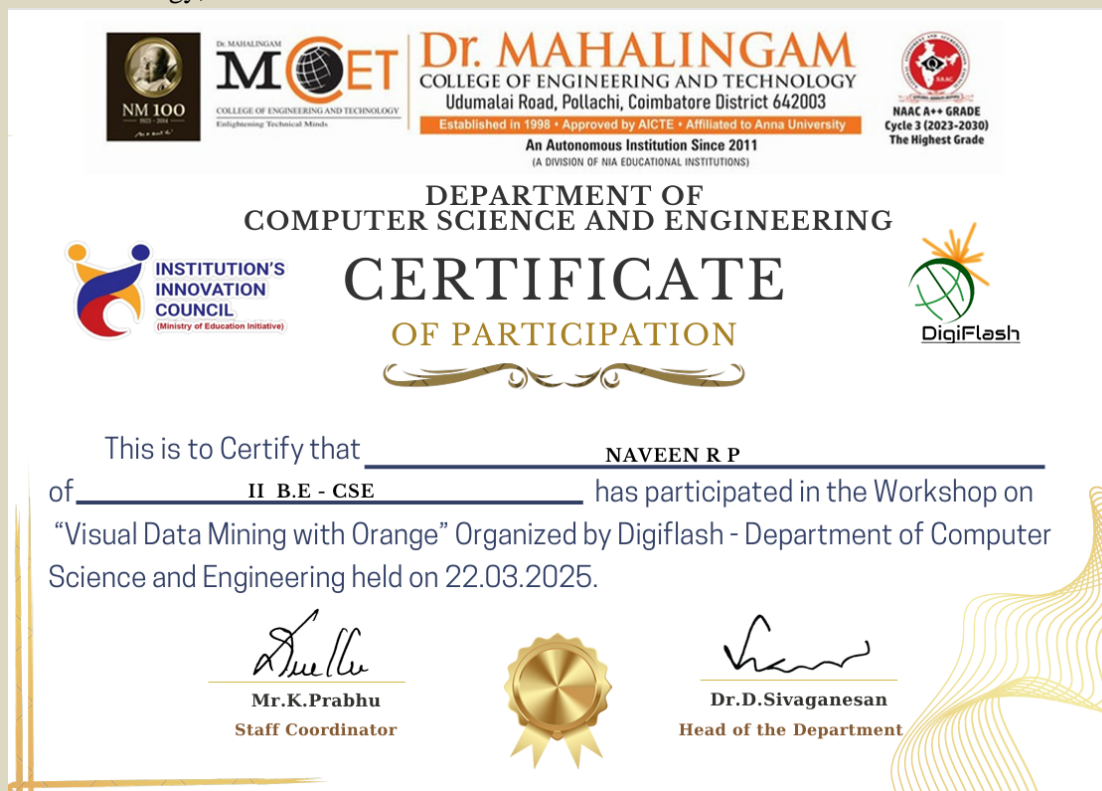 Dr. MAHALINGAM
MCET
COLLEGE OF ENGINEERING AND TECHNOLOGY
Enlightening Technical Minds
NM 100
1923 - 2014
Dr. MAHALINGAM
COLLEGE OF ENGINEERING AND TECHNOLOGY
Udumalai Road, Pollachi, Coimbatore District 642003
Established in 1998 • Approved by AICTE • Affiliated to Anna University
An Autonomous Institution Since 2011
(A DIVISION OF NIA EDUCATIONAL INSTITUTIONS)
NAAC A++ GRADE
Cycle 3 (2023-2030)
The Highest Grade
DEPARTMENT OF
COMPUTER SCIENCE AND ENGINEERING
INSTITUTION'S
INNOVATION
COUNCIL
(Ministry of Education Initiative)
CERTIFICATE
OF PARTICIPATION
DigiFlash
This is to Certify that NAVEEN R P
of II B.E - CSE has participated in the Workshop on
“Visual Data Mining with Orange” Organized by Digiflash - Department of Computer
Science and Engineering held on 22.03.2025.
Mr.K.Prabhu
Staff Coordinator
Dr.D.Sivaganesan
Head of the Department